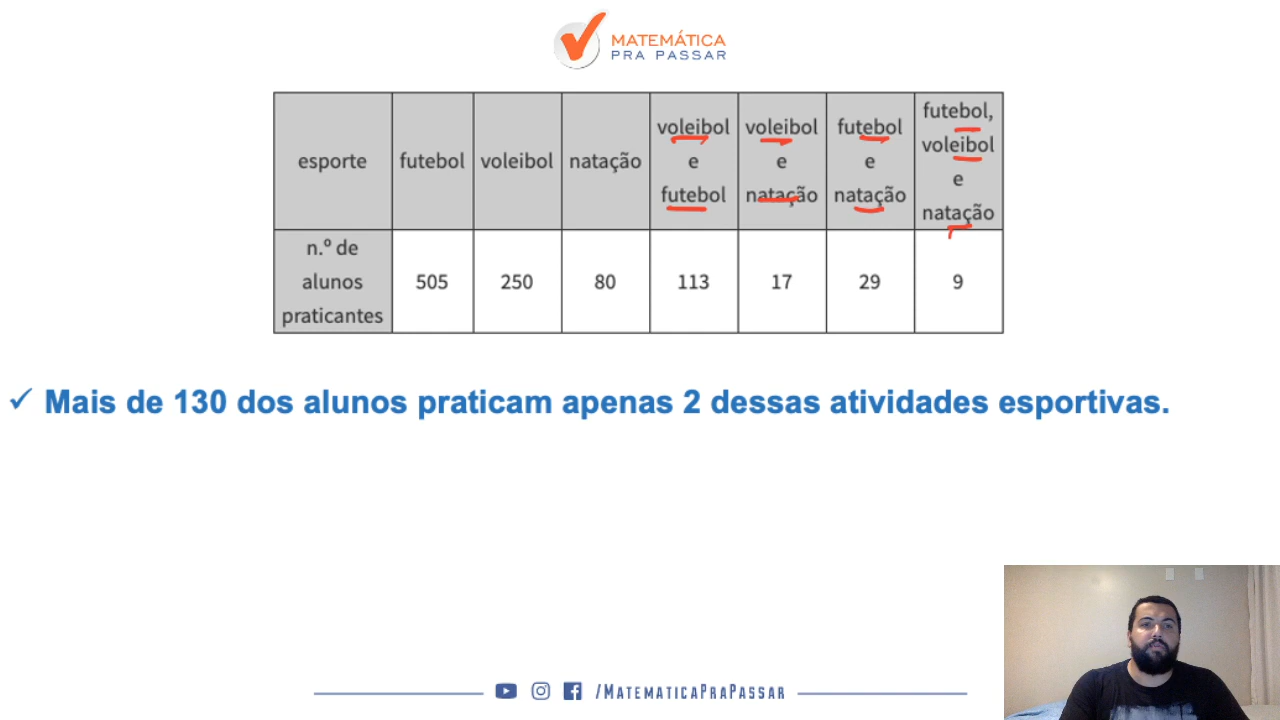 MATEMÁTICA
PRA PASSAR
esporte
futebol
voleibol
natação
voleibol
e
futebol
voleibol
e
natação
futebol
e
natação
futebol,
voleibol
e
natação
n.º de
alunos
praticantes
505
250
80
113
17
29
9
✓ Mais de 130 dos alunos praticam apenas 2 dessas atividades esportivas.
/MATEMATICAPRAPASSAR